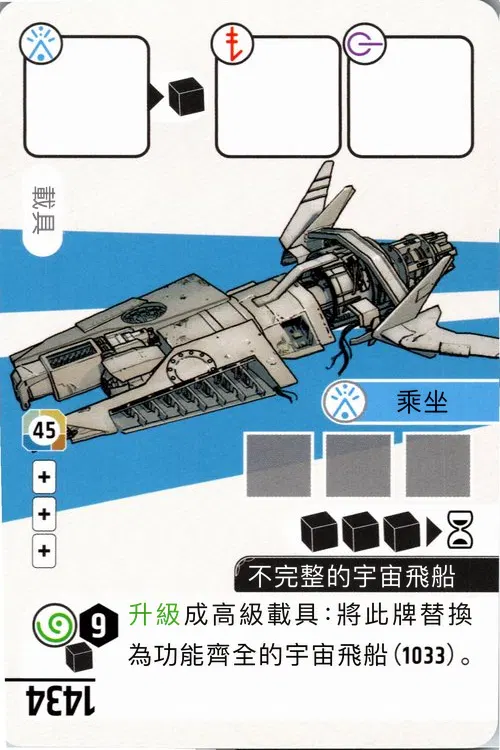 載具
乘坐
45
+
+
+
不完整的宇宙飛船
9
升級成高級載具：將此牌替換
為功能齊全的宇宙飛船(1033)。
1434